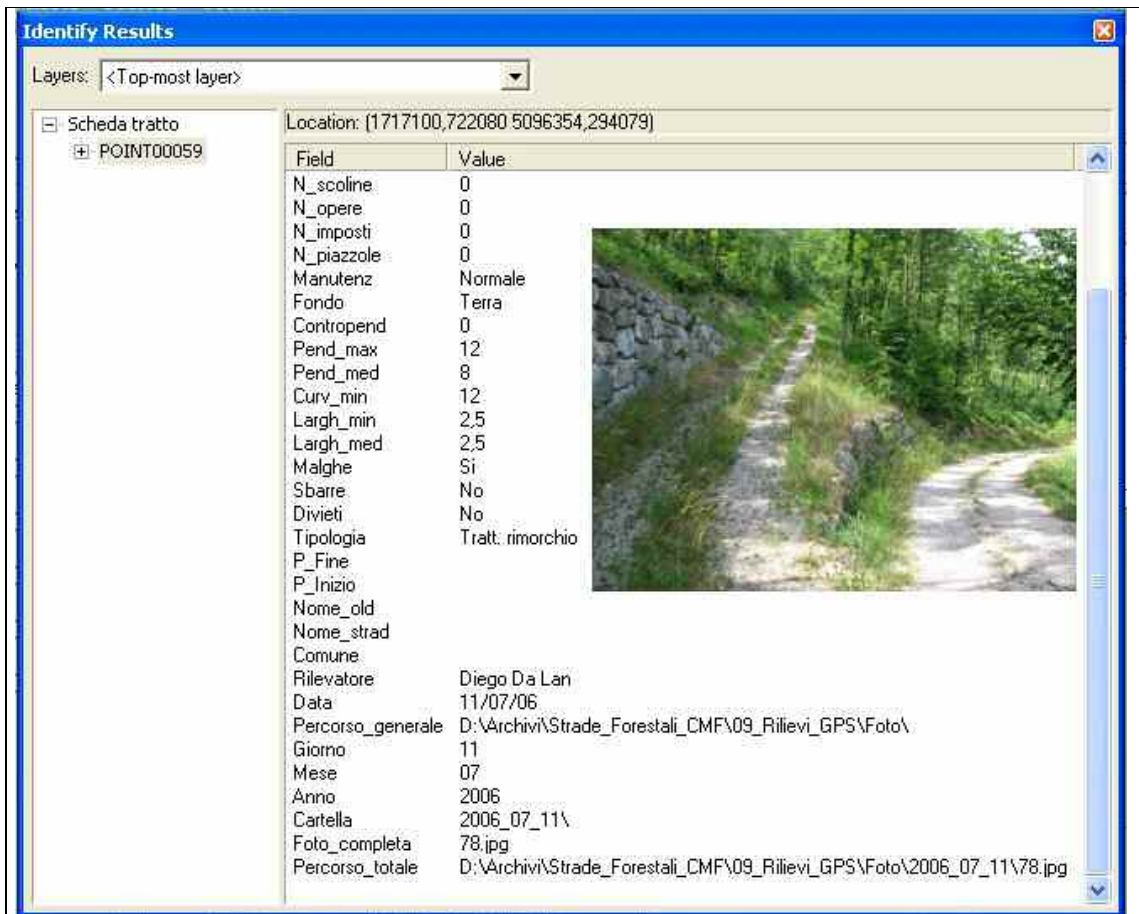 Identify Results
Layers: <Top-most layer>
Scheda tratto
POINT00059
Location: (1717100,722080 5096354,294079)
Field Value
N_scoline 0
N_opere 0
N_imposti 0
N_piazzole 0
Manutenz Normale
Fondo Terra
Contropend 0
Pend_max 12
Pend_med 8
Curv_min 12
Largh_min 2,5
Largh_med 2,5
Malghe Si
Sbarre No
Divieti No
Tipologia Tratt. rimorchio
P_Fine
P_Inizio
Nome_old
Nome_strad
Comune
Rilevatore Diego Da Lan
Data 11/07/06
Percorso_generale D:\Archivi\Strade_Forestali_CMF\09_Rilievi_GPS\Foto\
Giorno 11
Mese 07
Anno 2006
Cartella 2006_07_11\
Foto_completa 78.jpg
Percorso_totale D:\Archivi\Strade_Forestali_CMF\09_Rilievi_GPS\Foto\2006_07_11\78.jpg